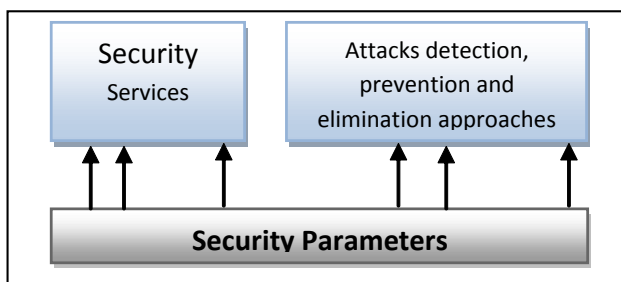 Security
Services
Attacks detection,
prevention and
elimination approaches
Security Parameters